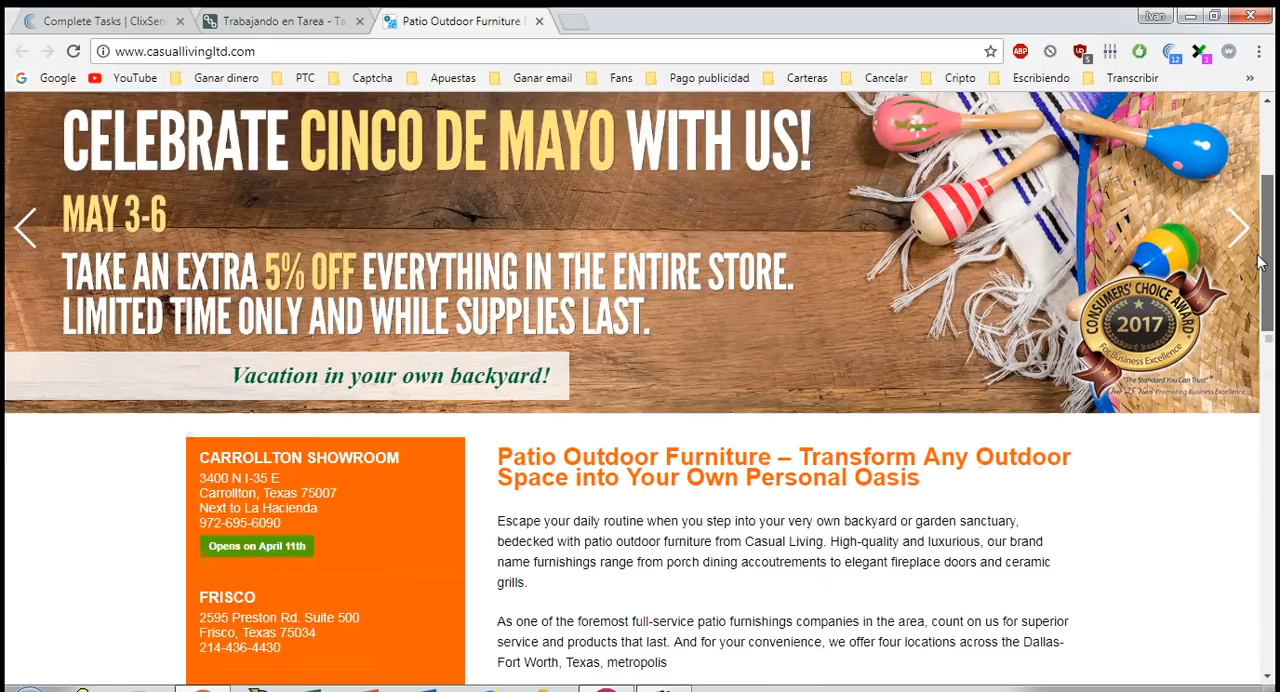 Complete Tasks | ClixSen
Trabajando en Tarea - Ta
Patio Outdoor Furniture
Ivan
www.casuallivingltd.com
ABP
5
12
1
Google
YouTube
Ganar dinero
PTC
Captcha
Apuestas
Ganar email
Fans
Pago publicidad
Carteras
Cancelar
Cripto
Escribiendo
Transcribir
»
CELEBRATE CINCO DE MAYO WITH US!
MAY 3-6
TAKE AN EXTRA 5% OFF EVERYTHING IN THE ENTIRE STORE.
LIMITED TIME ONLY AND WHILE SUPPLIES LAST.
Vacation in your own backyard!
CONSUMERS' CHOICE AWARD
2017
For Business Excellence
"The Standard You Can Trust"
Over 25 Years Promoting Business Excellence
CARROLLTON SHOWROOM
3400 N I-35 E
Carrollton, Texas 75007
Next to La Hacienda
972-695-6090
Opens on April 11th
FRISCO
2595 Preston Rd. Suite 500
Frisco, Texas 75034
214-436-4430
Patio Outdoor Furniture – Transform Any Outdoor
Space into Your Own Personal Oasis
Escape your daily routine when you step into your very own backyard or garden sanctuary,
bedecked with patio outdoor furniture from Casual Living. High-quality and luxurious, our brand
name furnishings range from porch dining accoutrements to elegant fireplace doors and ceramic
grills.
As one of the foremost full-service patio furnishings companies in the area, count on us for superior
service and products that last. And for your convenience, we offer four locations across the Dallas-
Fort Worth, Texas, metropolis